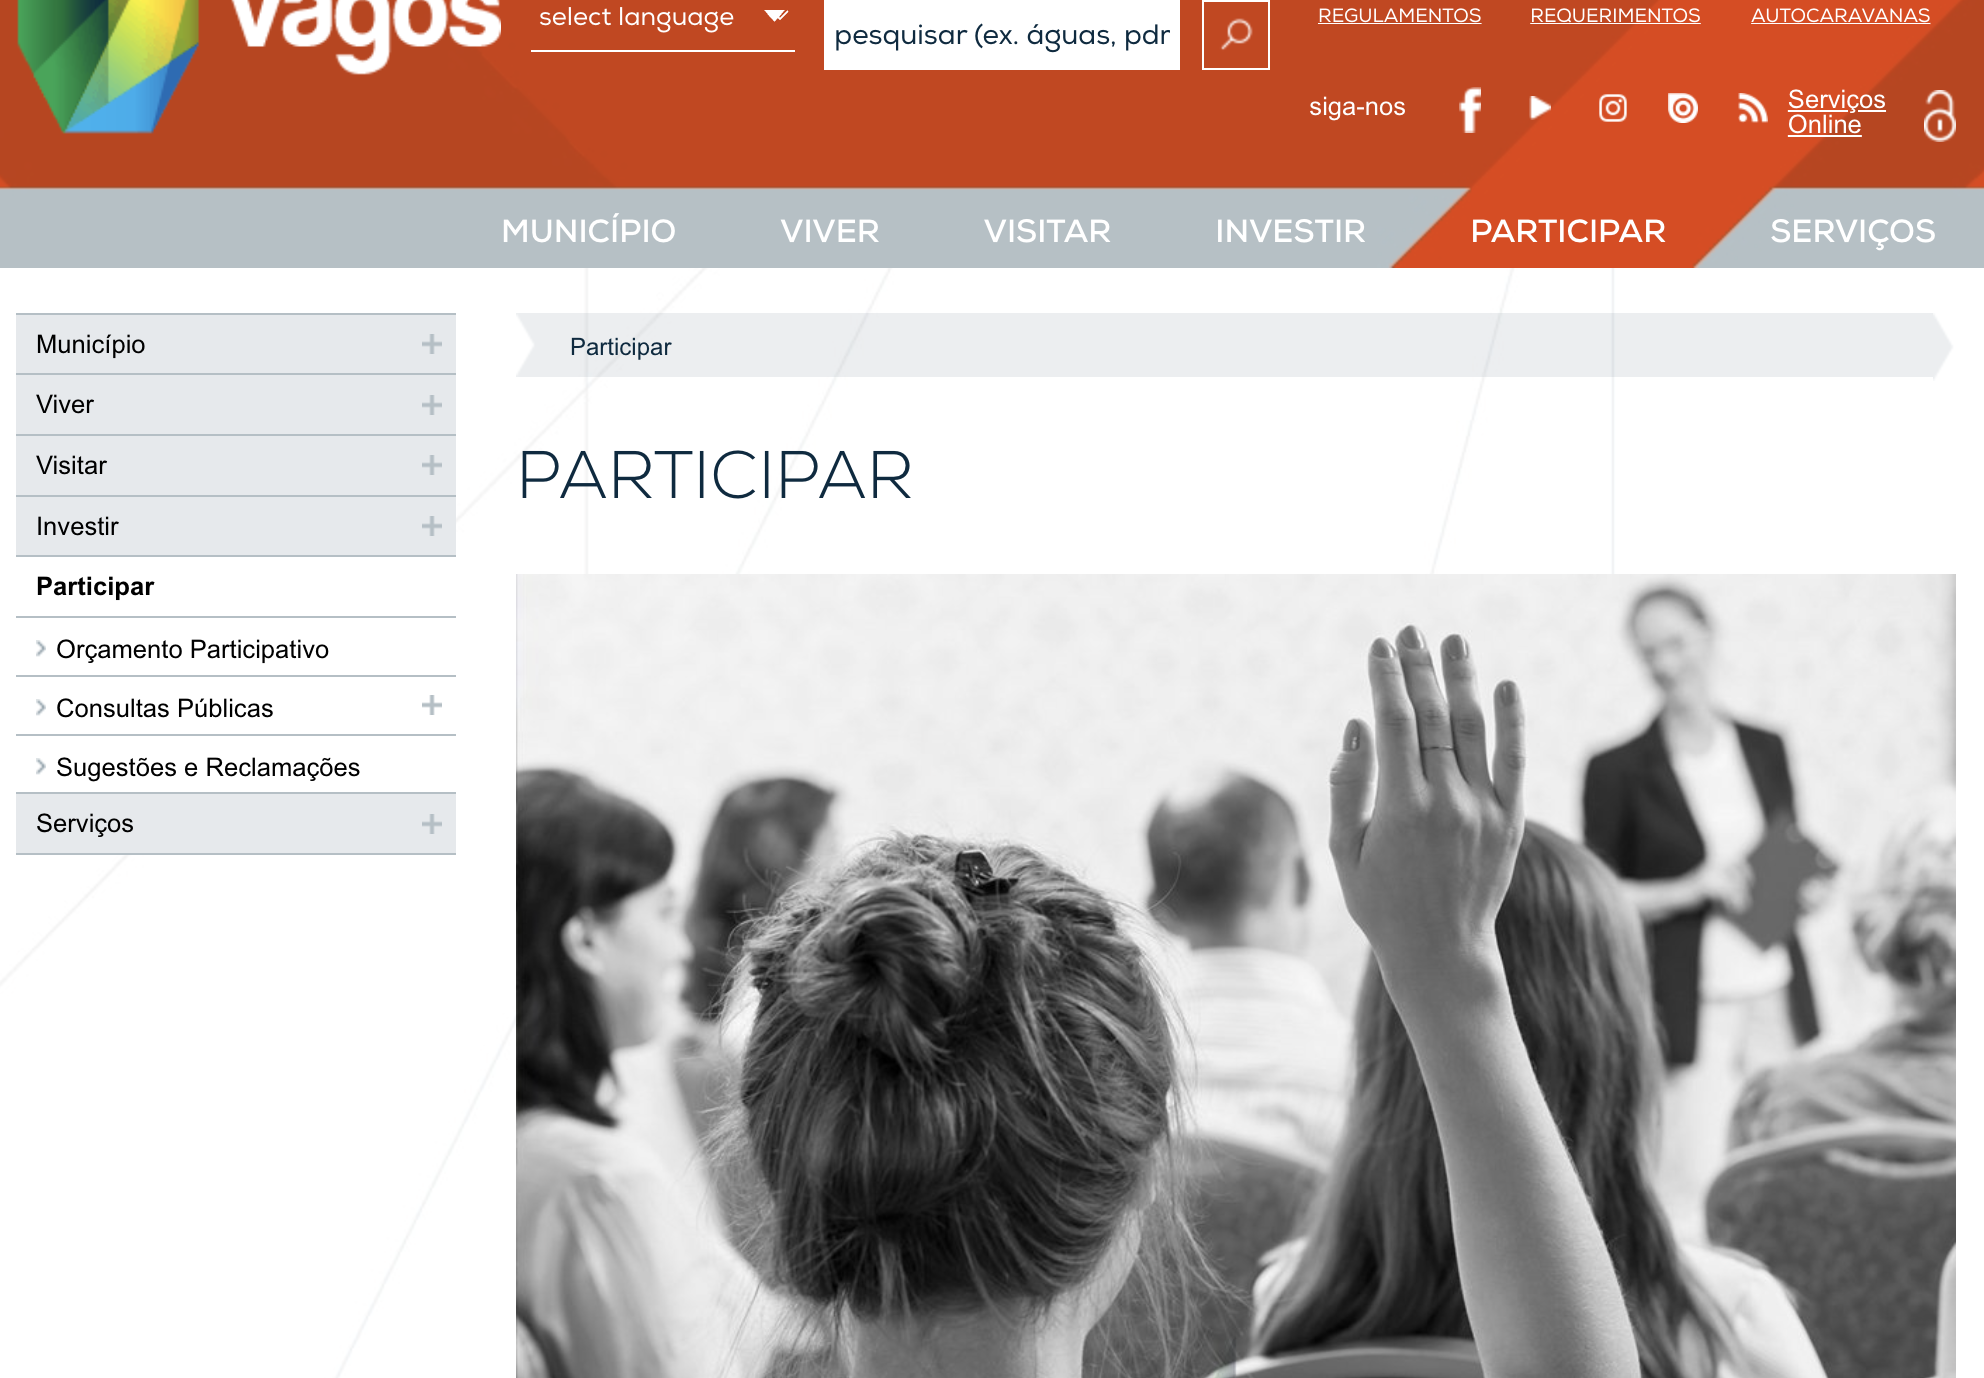 vagos
select language
pesquisar (ex. águas, pdr
REGULAMENTOS
REQUERIMENTOS
AUTOCARAVANAS
siga-nos
Serviços
Online
MUNICÍPIO
VIVER
VISITAR
INVESTIR
PARTICIPAR
SERVIÇOS
Município
Viver
Visitar
Investir
Participar
Orçamento Participativo
Consultas Públicas
Sugestões e Reclamações
Serviços
Participar
PARTICIPAR